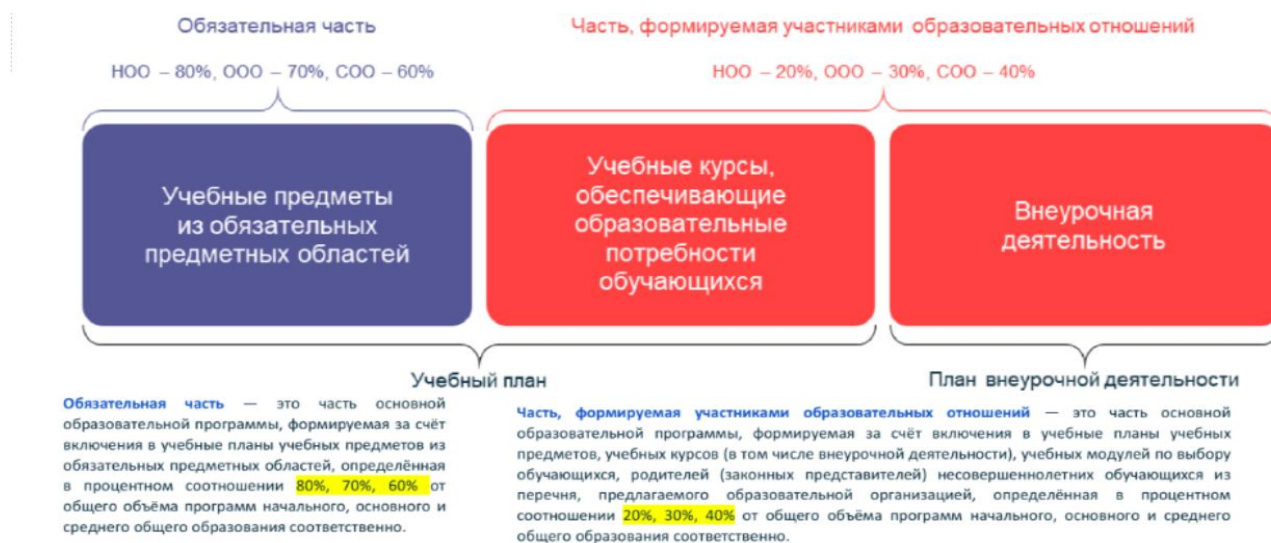 Обязательная часть
Часть, формируемая участниками образовательных отношений
НОО – 80%, ООО – 70%, СОО – 60%
НОО – 20%, ООО – 30%, СОО – 40%
Учебные предметы
из обязательных
предметных областей
Учебные курсы,
обеспечивающие
образовательные
потребности
обучающихся
Внеурочная
деятельность
Учебный план
План внеурочной деятельности
Обязательная часть — это часть основной
образовательной программы, формируемая за счёт
включения в учебные планы учебных предметов из
обязательных предметных областей, определённая
в процентном соотношении 80%, 70%, 60% от
общего объёма программ начального, основного и
среднего общего образования соответственно.
Часть, формируемая участниками образовательных отношений — это часть основной
образовательной программы, формируемая за счёт включения в учебные планы учебных
предметов, учебных курсов (в том числе внеурочной деятельности), учебных модулей по выбору
обучающихся, родителей (законных представителей) несовершеннолетних обучающихся из
перечня, предлагаемого образовательной организацией, определённая в процентном
соотношении 20%, 30%, 40% от общего объёма программ начального, основного и среднего
общего образования соответственно.